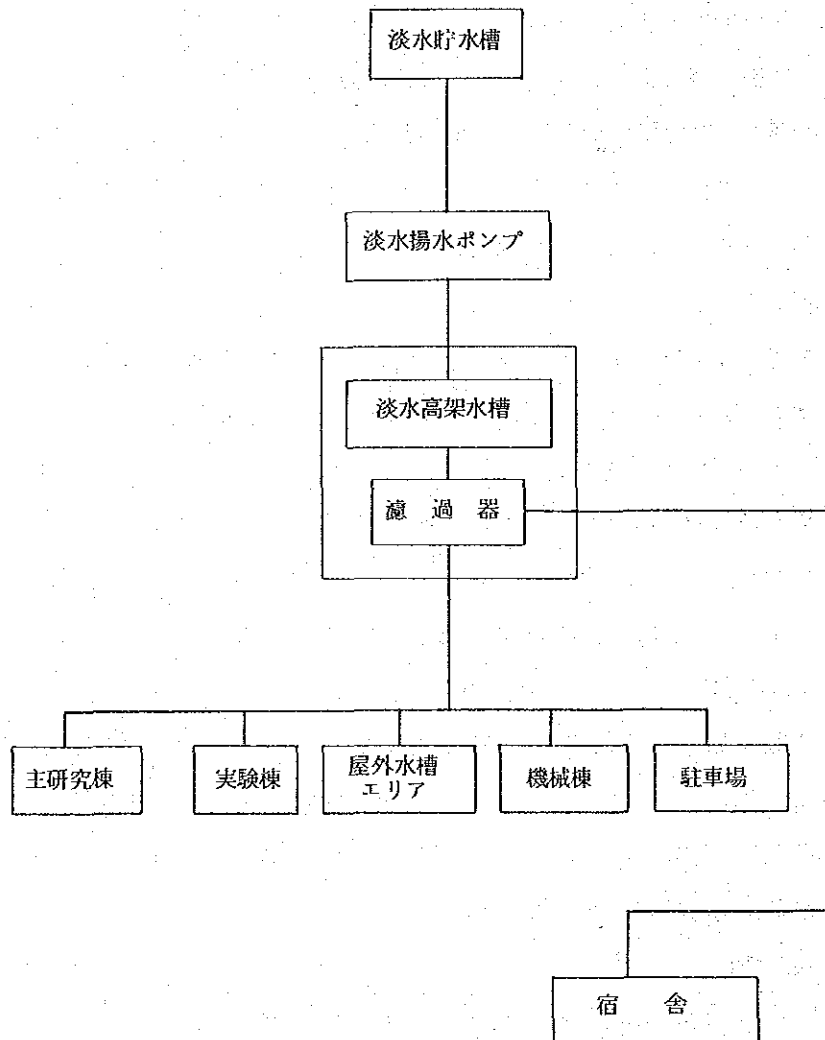 淡水貯水槽
淡水揚水ポンプ
淡水高架水槽
濾過器
主研究棟
実験棟
屋外水槽
エリア
機械棟
駐車場
宿舎